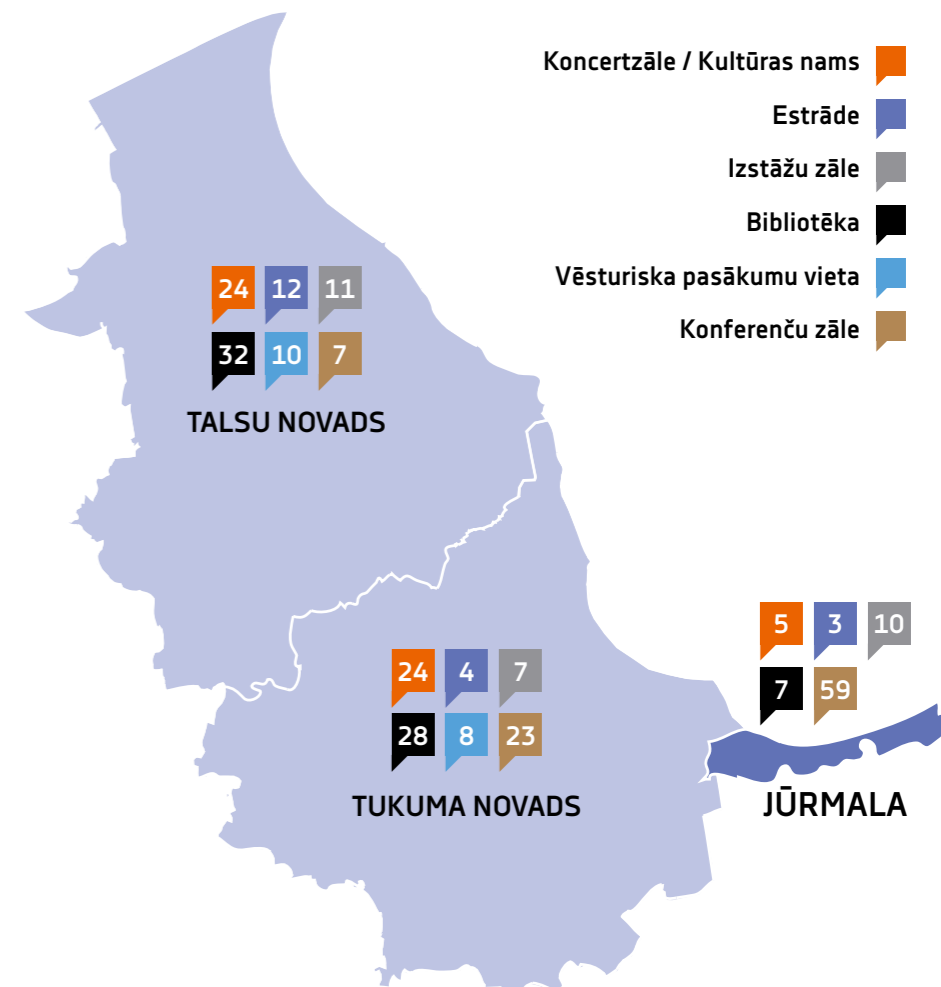 Koncertzāle / Kultūras nams
Estrāde
Izstāžu zāle
Bibliotēka
Vēsturiska pasākumu vieta
Konferenču zāle
24 12 11
32 10 7
TALSU NOVADS
24 4 7
28 8 23
TUKUMA NOVADS
5 3 10
7 59
JŪRMALA